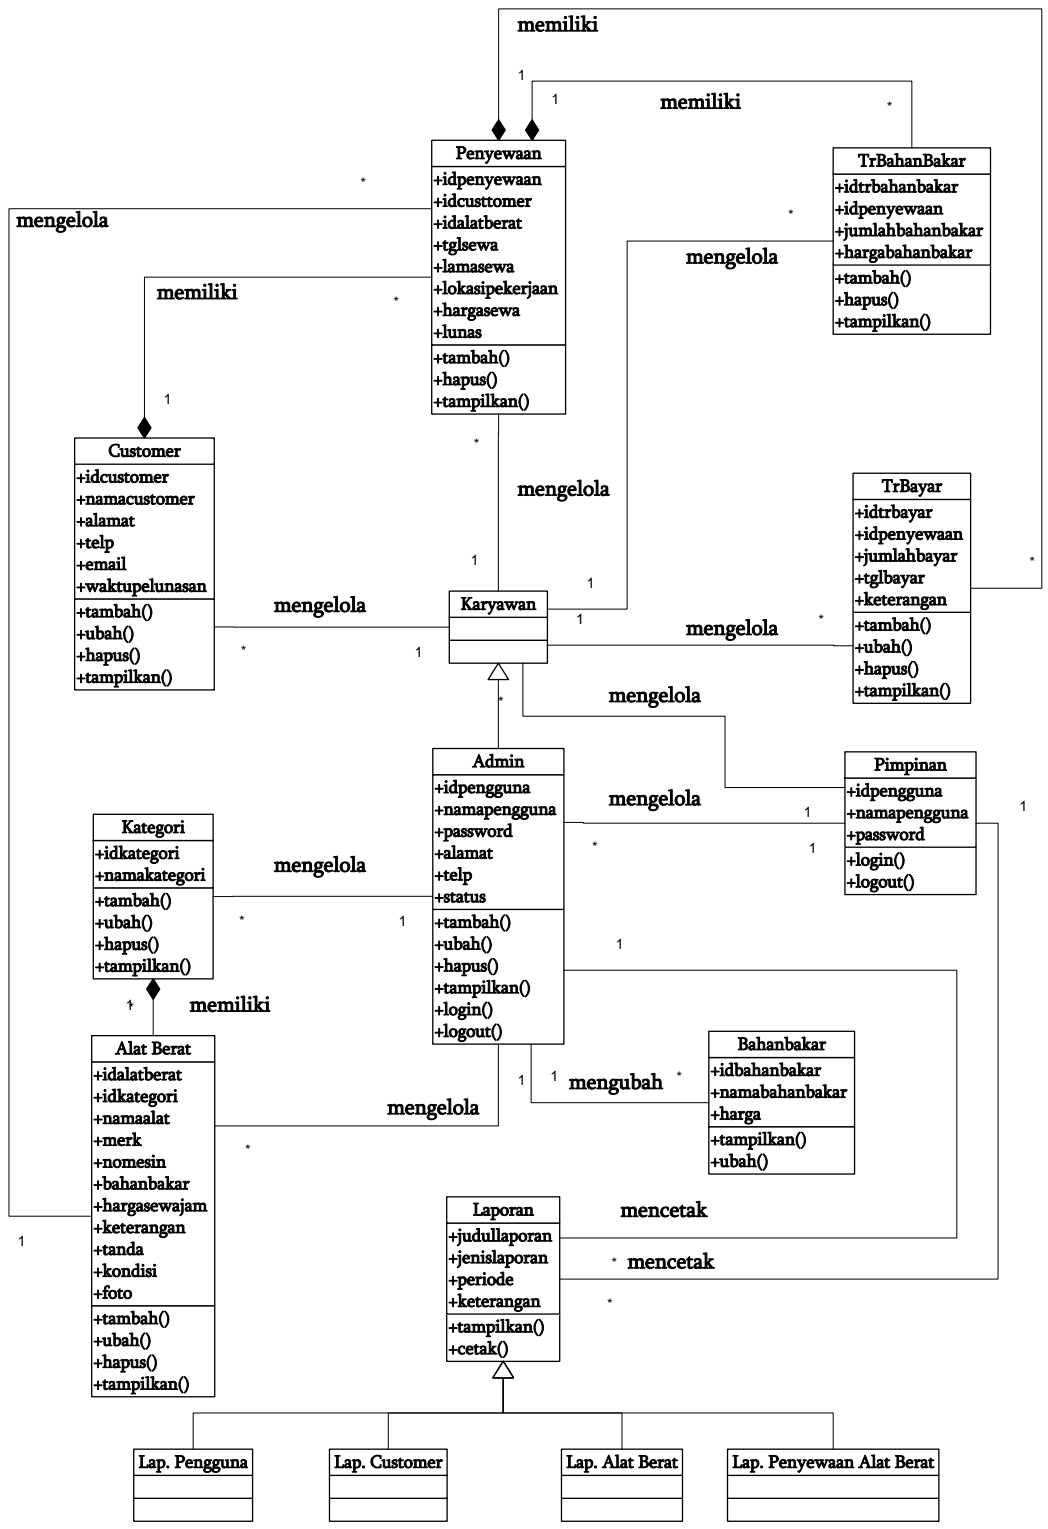 memiliki
1
1
memiliki
*
Penyewaan
+idpenyewaan
+idcusttomer
+idalatberat
+tglsewa
+lamasewa
+lokasipekerjaan
+hargasewa
+lunas
+tambah()
+hapus()
+tampilkan()
TrBahanBakar
+idtrbahanbakar
+idpenyewaan
+jumlahbahanbakar
+hargabahanbakar
+tambah()
+hapus()
+tampilkan()
*
mengelola
*
mengelola
memiliki
*
1
Customer
+idcustomer
+namacustomer
+alamat
+telp
+email
+waktupelunasan
+tambah()
+ubah()
+hapus()
+tampilkan()
*
mengelola
1
TrBayar
+idtrbayar
+idpenyewaan
+jumlahbayar
+tglbayar
+keterangan
+tambah()
+ubah()
+hapus()
+tampilkan()
*
1
Karyawan
mengelola
*
1
1
mengelola
*
*
mengelola
Admin
+idpengguna
+namapengguna
+password
+alamat
+telp
+status
+tambah()
+ubah()
+hapus()
+tampilkan()
+login()
+logout()
Pimpinan
+idpengguna
+namapengguna
+password
+login()
+logout()
mengelola
1
*
1
1
Kategori
+idkategori
+namakategori
+tambah()
+ubah()
+hapus()
+tampilkan()
mengelola
*
1
1
1
*
memiliki
Alat Berat
+idalatberat
+idkategori
+namaalat
+merk
+nomesin
+bahanbakar
+hargasewajam
+keterangan
+tanda
+kondisi
+foto
+tambah()
+ubah()
+hapus()
+tampilkan()
1
mengelola
*
1
1
mengubah
*
Bahanbakar
+idbahanbakar
+namabahanbakar
+harga
+tampilkan()
+ubah()
Laporan
+judullaporan
+jenislaporan
+periode
+keterangan
+tampilkan()
+cetak()
mencetak
*
mencetak
*
Lap. Pengguna
Lap. Customer
Lap. Alat Berat
Lap. Penyewaan Alat Berat